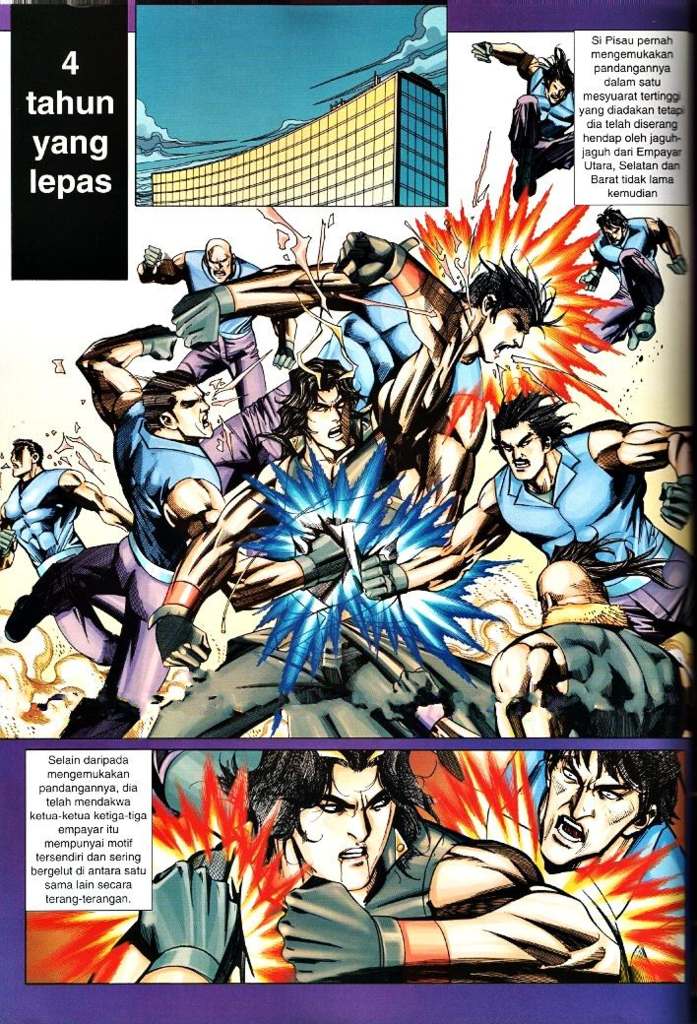 4
tahun
yang
lepas
Si Pisau pernah
mengemukakan
pandangannya
dalam satu
mesyuarat tertinggi
yang diadakan tetapi
dia telah diserang
hendap oleh jaguh-
jaguh dari Empayar
Utara, Selatan dan
Barat tidak lama
kemudian
Selain daripada
mengemukakan
pandangannya, dia
telah mendakwa
ketua-ketua ketiga-tiga
empayar itu
mempunyai motif
tersendiri dan sering
bergelut di antara satu
sama lain secara
terang-terangan.